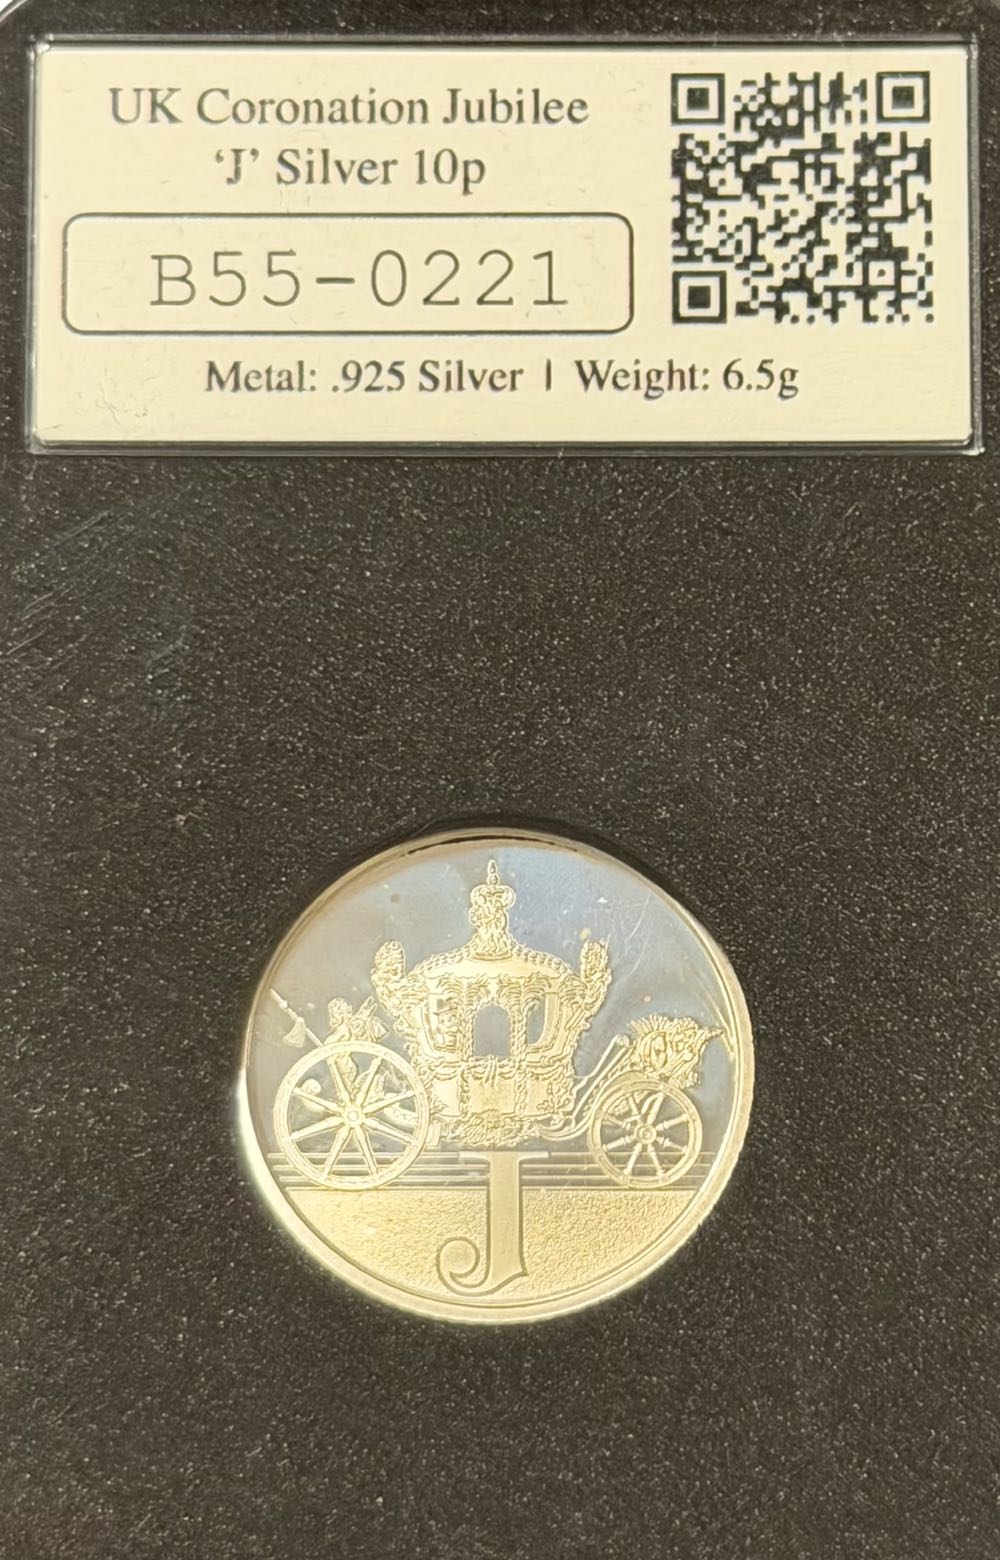 UK Coronation Jubilee
‘J’ Silver 10p
B55-0221
Metal: .925 Silver | Weight: 6.5g
J